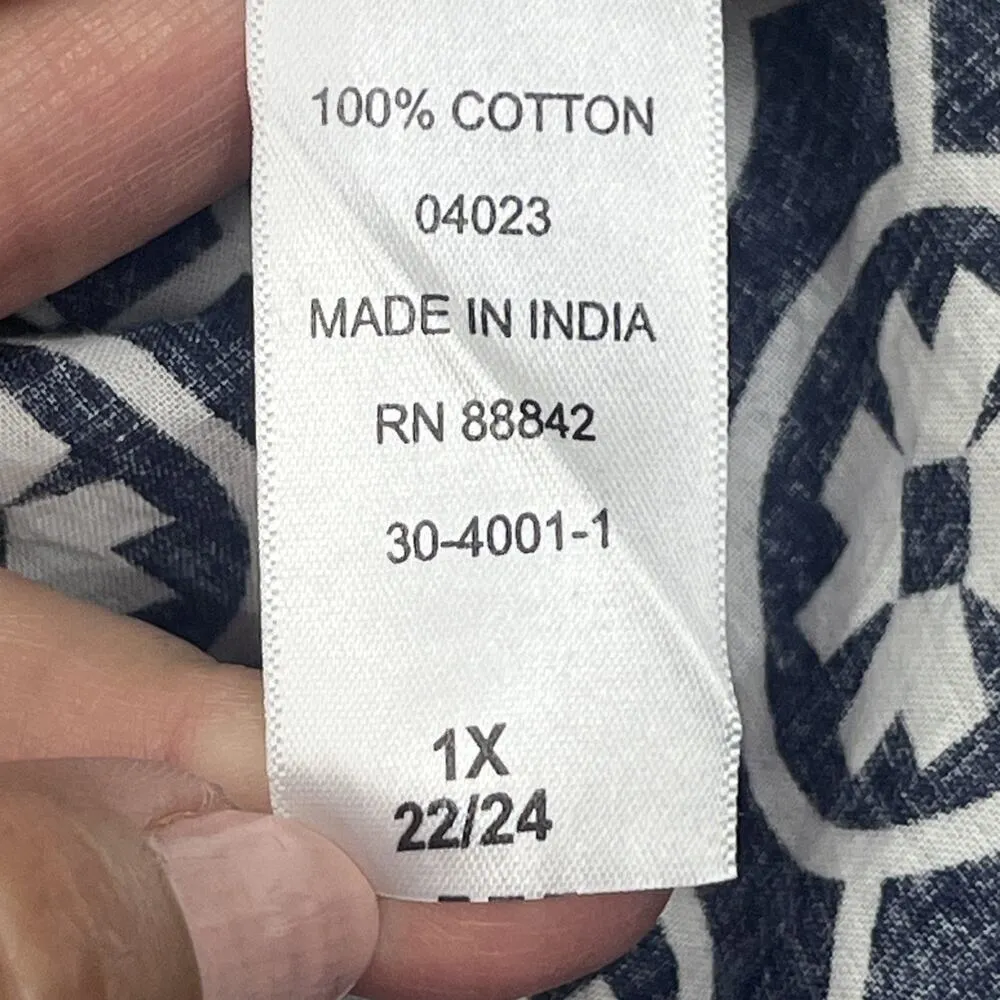 100% COTTON
04023
MADE IN INDIA
RN 88842
30-4001-1
1X
22/24